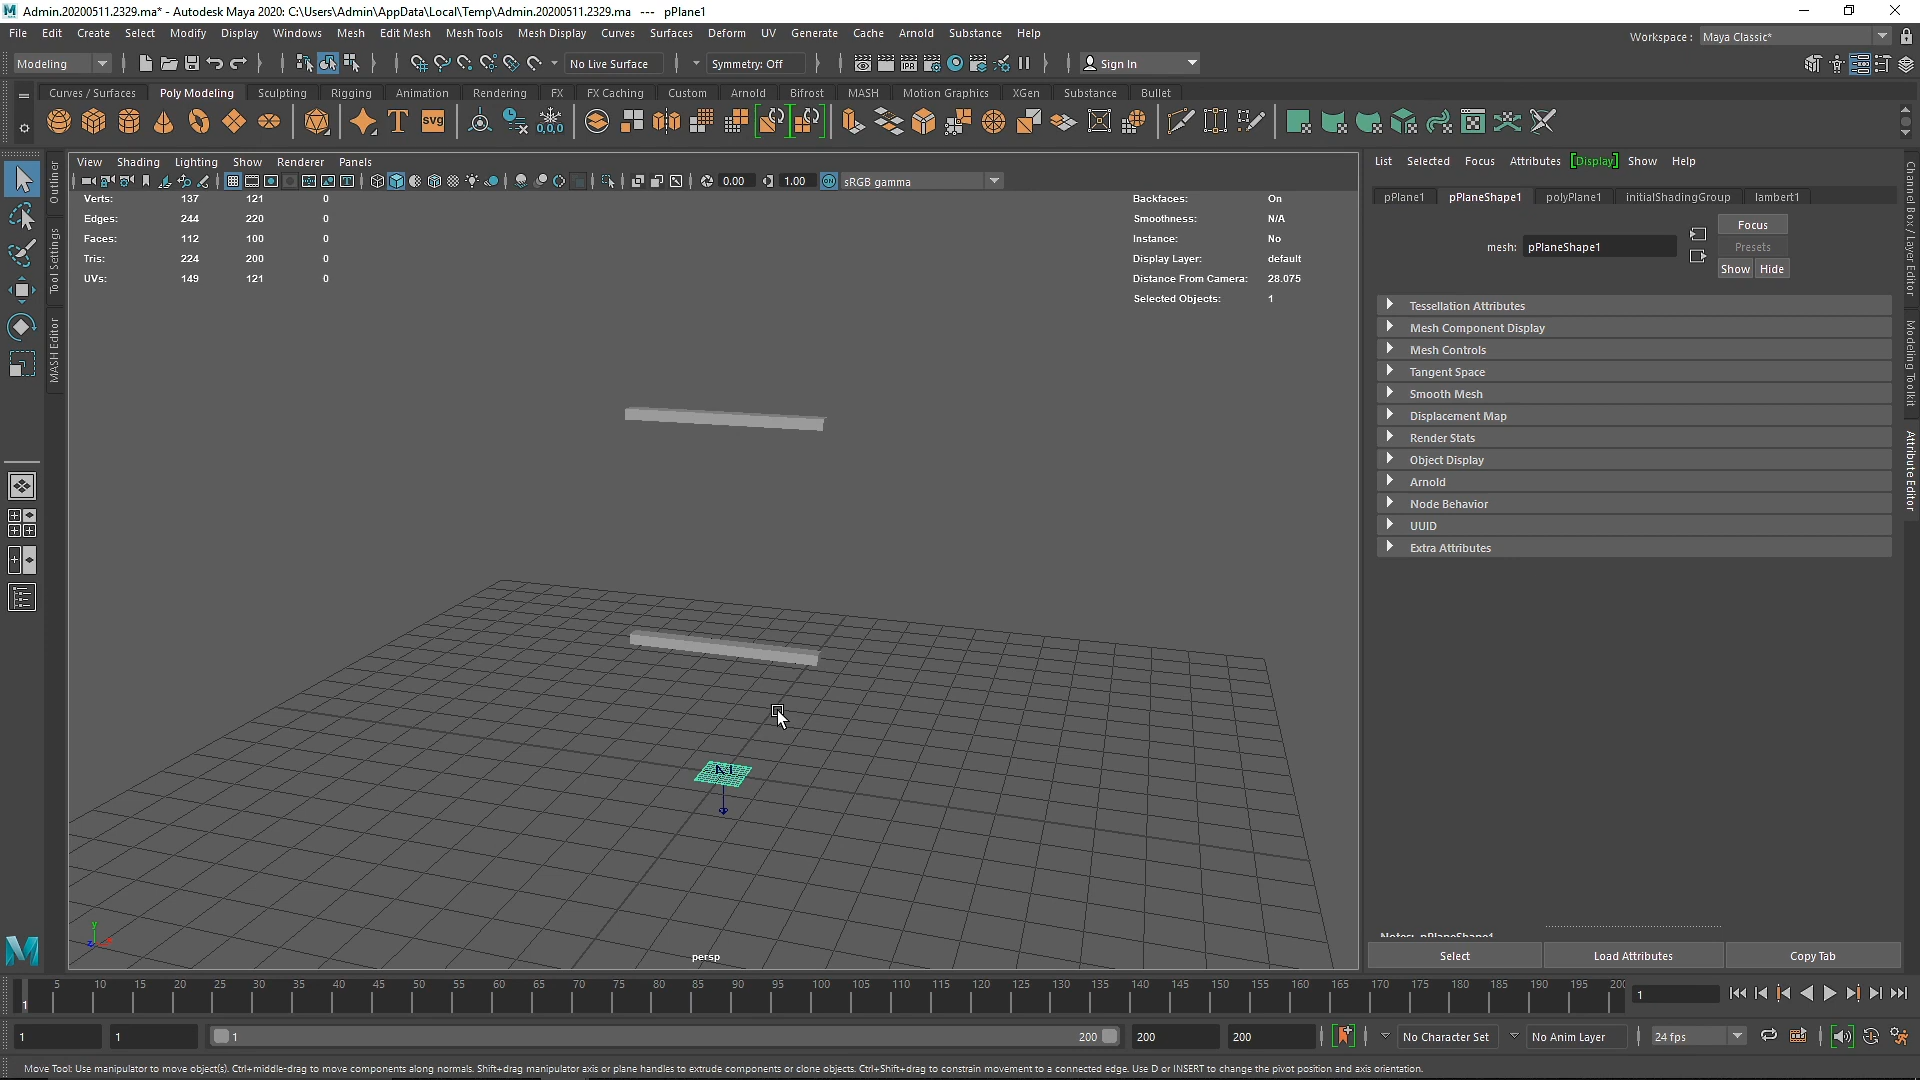 Admin.20200511.2329.ma* - Autodesk Maya 2020: C:\Users\Admin\AppData\Local\Temp\Admin.20200511.2329.ma --- pPlane1
File Edit Create Select Modify Display Windows Mesh Edit Mesh Mesh Tools Mesh Display Curves Surfaces Deform UV Generate Cache Arnold Substance Help
Workspace : Maya Classic*
Modeling No Live Surface Symmetry: Off IPR Sign In
Curves / Surfaces Poly Modeling Sculpting Rigging Animation Rendering FX FX Caching Custom Arnold Bifrost MASH Motion Graphics XGen Substance Bullet
T SVG 0,0,0
View Shading Lighting Show Renderer Panels
0.00 1.00 ON sRGB gamma
Verts: 137 121 0
Edges: 244 220 0
Faces: 112 100 0
Tris: 224 200 0
UVs: 149 121 0
Backfaces: On
Smoothness: N/A
Instance: No
Display Layer: default
Distance From Camera: 28.075
Selected Objects: 1
Outliner
Tool Settings
MASH Editor
y
persp
List Selected Focus Attributes [Display] Show Help
pPlane1 pPlaneShape1 polyPlane1 initialShadingGroup lambert1
mesh: pPlaneShape1
Focus
Presets
Show Hide
Tessellation Attributes
Mesh Component Display
Mesh Controls
Tangent Space
Smooth Mesh
Displacement Map
Render Stats
Object Display
Arnold
Node Behavior
UUID
Extra Attributes
Notes: pPlaneShape1
Select Load Attributes Copy Tab
Channel Box / Layer Editor
Modeling Toolkit
Attribute Editor
5 10 15 20 25 30 35 40 45 50 55 60 65 70 75 80 85 90 95 100 105 110 115 120 125 130 135 140 145 150 155 160 165 170 175 180 185 190 195 200
1 1
1 1 1 200 200 200 No Character Set No Anim Layer 24 fps
Move Tool: Use manipulator to move object(s). Ctrl+middle-drag to move components along normals. Shift+drag manipulator axis or plane handles to extrude components or clone objects. Ctrl+Shift+drag to constrain movement to a connected edge. Use D or INSERT to change the pivot position and axis orientation.